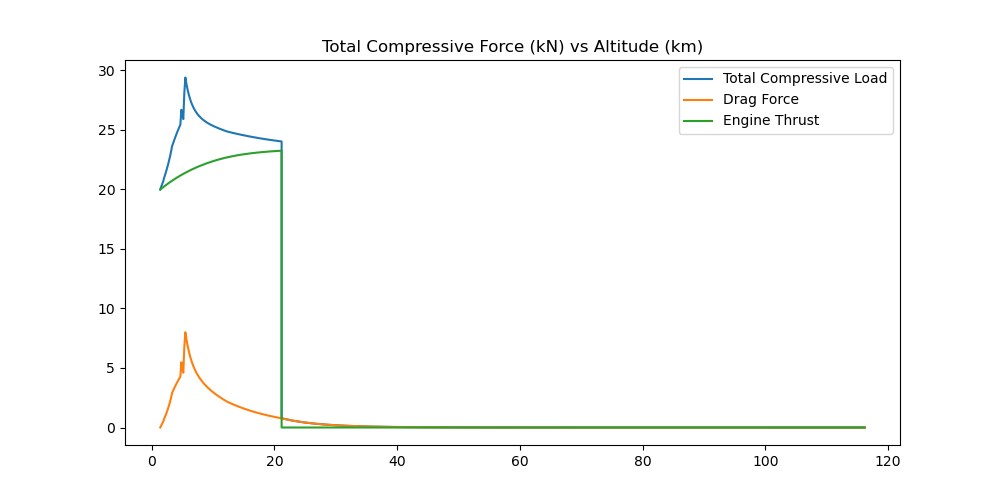 Total Compressive Force (kN) vs Altitude (km)
Total Compressive Load
Drag Force
Engine Thrust
30
25
20
15
10
5
0
0 20 40 60 80 100 120